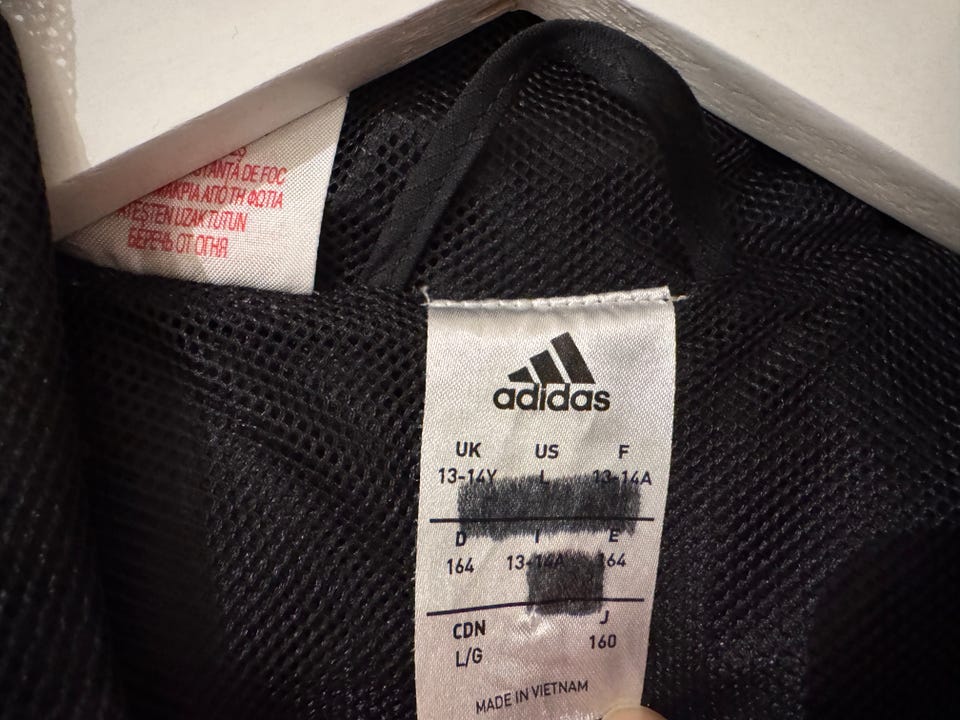 STANȚĂ DE FOC
ΜΑΚΡΙΑ ΑΠΟ ΤΗ ΦΩΤΙΑ
ATEŞTEN UZAK TUTUN
БЕРЕЧЬ ОТ ОГНЯ
adidas
UK US F
13-14Y L 13-14A
D I E
164 13-14A 164
CDN J
L/G 160
MADE IN VIETNAM